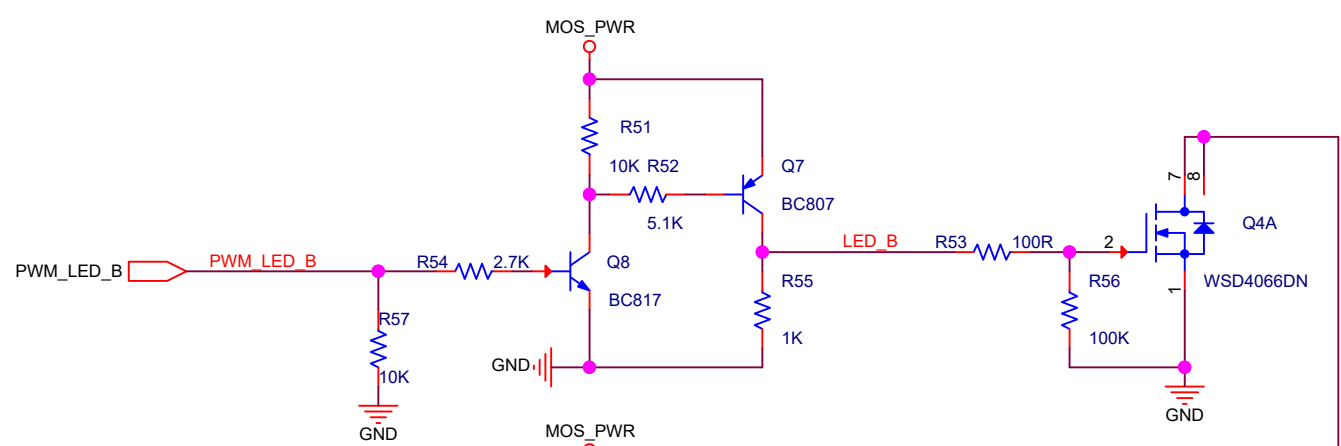 MOS_PWR
R51
10K
R52
5.1K
Q7
BC807
7
8
Q4A
WSD4066DN
LED_B
R53
100R
2
1
PWM_LED_B
PWM_LED_B
R54
2.7K
Q8
BC817
R55
1K
R56
100K
R57
10K
GND
GND
GND
MOS_PWR